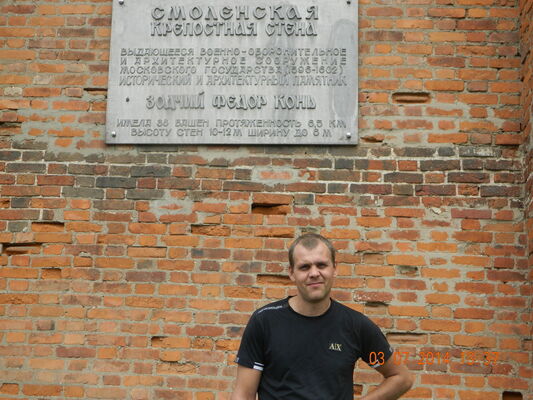 СМОЛЕНСКАЯ
КРЕПОСТНАЯ СТЕНА
ВЫДАЮЩЕЕСЯ ВОЕННО-ОБОРОНИТЕЛЬНОЕ
И АРХИТЕКТУРНОЕ СООРУЖЕНИЕ
МОСКОВСКОГО ГОСУДАРСТВА (1596-1602)
ИСТОРИЧЕСКИЙ И АРХИТЕКТУРНЫЙ ПАМЯТНИК
ЗОДЧИЙ ФЕДОР КОНЬ
ИМЕЛА 38 БАШЕН ПРОТЯЖЕННОСТЬ 6,5 КМ
ВЫСОТУ СТЕН 10-12 М ШИРИНУ ДО 6 М
A|X
03.07.2014